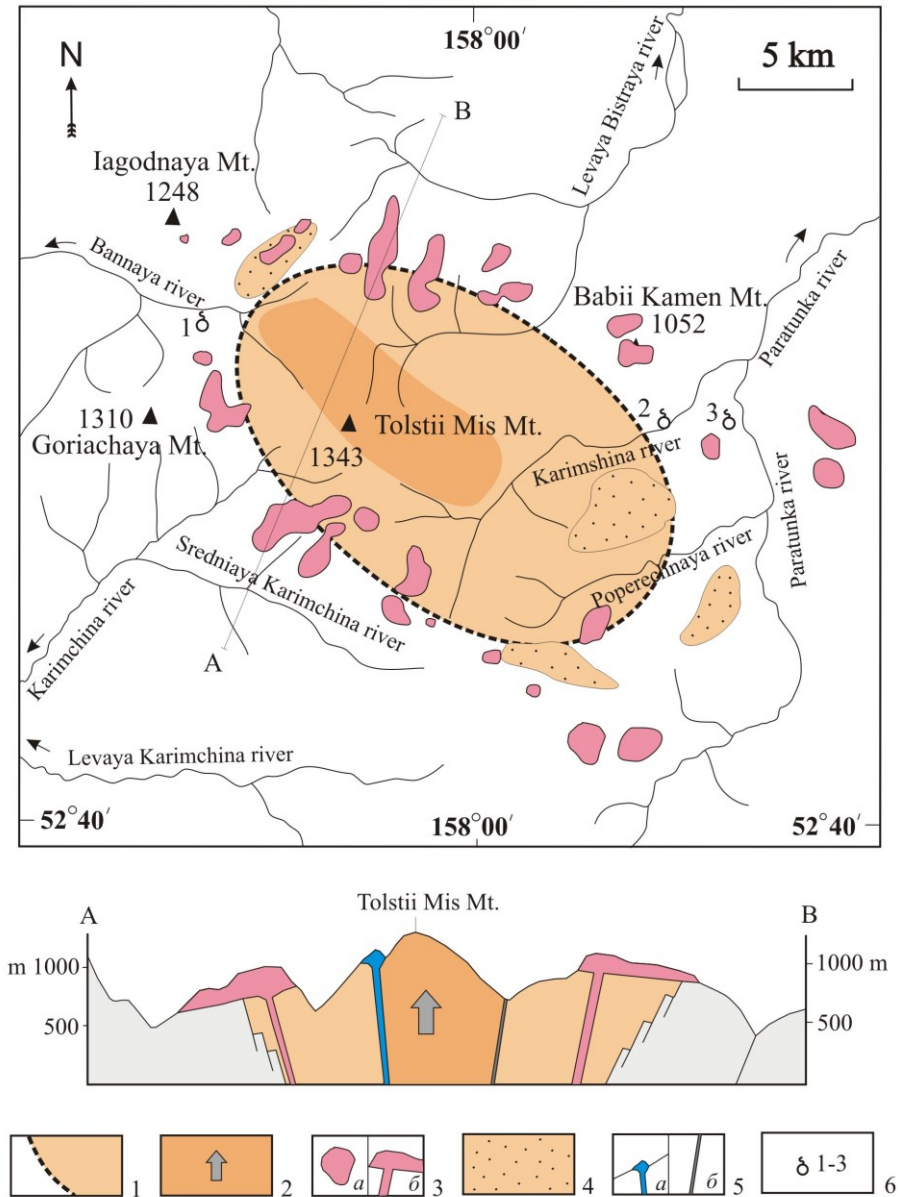 158°00′
N
5 km
B
Levaya Bistraya river
Iagodnaya Mt.
1248
Bannaya river
Paratunka river
Babii Kamen Mt.
1052
1
1310
Goriachaya Mt.
Tolstii Mis Mt.
1343
2
3
Karimshina river
Paratunka river
Sredniaya Karimchina river
Poperechnaya river
Karimchina river
A
Levaya Karimchina river
52°40′
158°00′
52°40′
Tolstii Mis Mt.
A
B
m 1000
1000 m
500
500
1
2
а б 3
4
а б 5
1-3 6